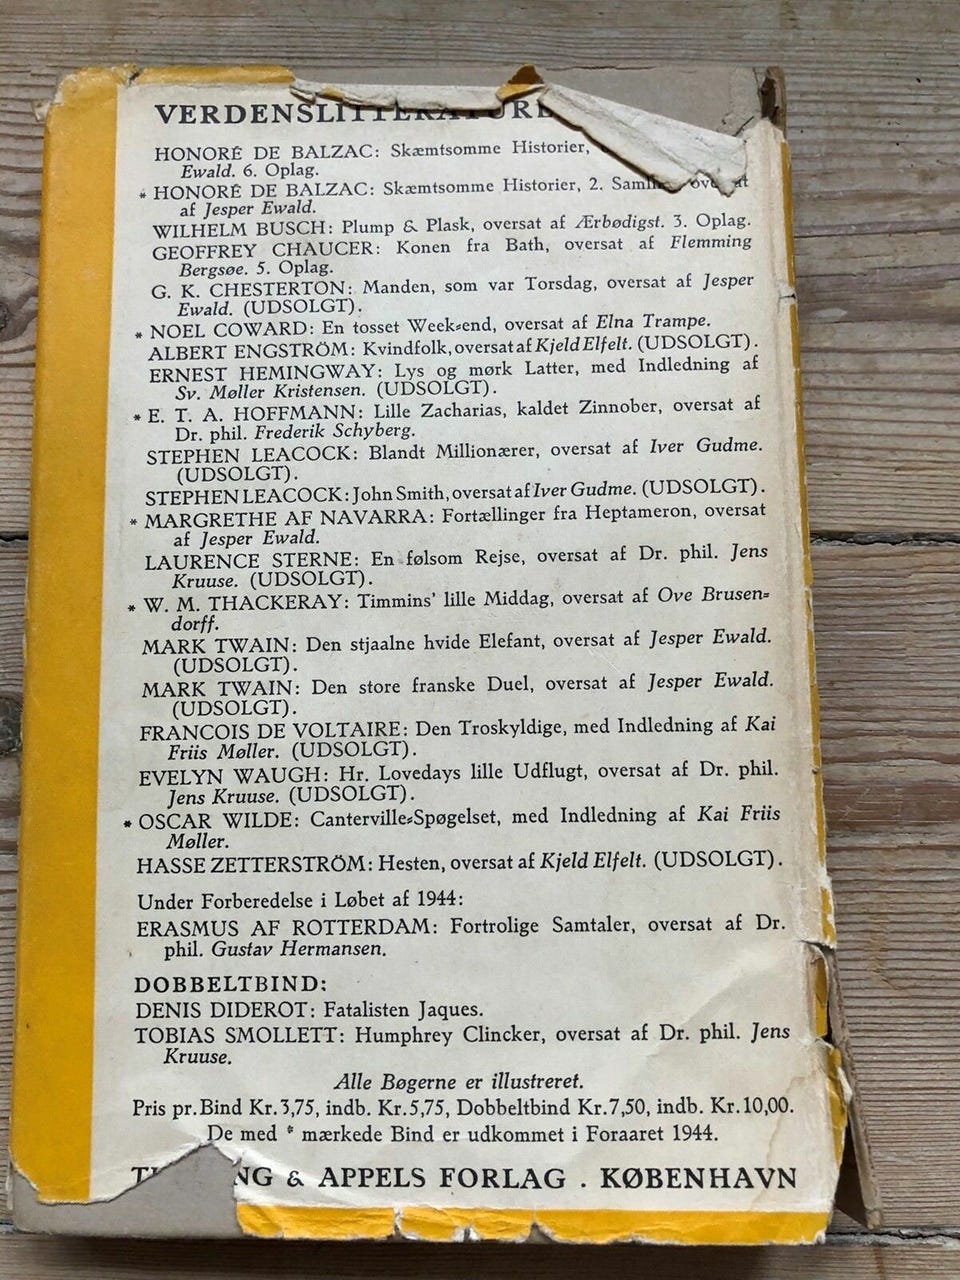 VERDENSLITTERATURE
HONORÉ DE BALZAC: Skæmtsomme Historier,
Ewald. 6. Oplag.
* HONORÉ DE BALZAC: Skæmtsomme Historier, 2. Samling, oversat
af Jesper Ewald.
WILHELM BUSCH: Plump & Plask, oversat af Ærbødigst. 3. Oplag.
GEOFFREY CHAUCER: Konen fra Bath, oversat af Flemming
Bergsøe. 5. Oplag.
G. K. CHESTERTON: Manden, som var Torsdag, oversat af Jesper
Ewald. (UDSOLGT).
* NOEL COWARD: En tosset Week=end, oversat af Elna Trampe.
ALBERT ENGSTRÖM: Kvindfolk, oversat af Kjeld Elfelt. (UDSOLGT).
ERNEST HEMINGWAY: Lys og mørk Latter, med Indledning af
Sv. Møller Kristensen. (UDSOLGT).
* E. T. A. HOFFMANN: Lille Zacharias, kaldet Zinnober, oversat af
Dr. phil. Frederik Schyberg.
STEPHEN LEACOCK: Blandt Millionærer, oversat af Iver Gudme.
(UDSOLGT).
STEPHEN LEACOCK: John Smith, oversat af Iver Gudme. (UDSOLGT).
* MARGRETHE AF NAVARRA: Fortællinger fra Heptameron, oversat
af Jesper Ewald.
LAURENCE STERNE: En følsom Rejse, oversat af Dr. phil. Jens
Kruuse. (UDSOLGT).
* W. M. THACKERAY: Timmins' lille Middag, oversat af Ove Brusen=
dorff.
MARK TWAIN: Den stjaalne hvide Elefant, oversat af Jesper Ewald.
(UDSOLGT).
MARK TWAIN: Den store franske Duel, oversat af Jesper Ewald.
(UDSOLGT).
FRANCOIS DE VOLTAIRE: Den Troskyldige, med Indledning af Kai
Friis Møller. (UDSOLGT).
EVELYN WAUGH: Hr. Lovedays lille Udflugt, oversat af Dr. phil.
Jens Kruuse. (UDSOLGT).
* OSCAR WILDE: Canterville=Spøgelset, med Indledning af Kai Friis
Møller.
HASSE ZETTERSTRÖM: Hesten, oversat af Kjeld Elfelt. (UDSOLGT).
Under Forberedelse i Løbet af 1944:
ERASMUS AF ROTTERDAM: Fortrolige Samtaler, oversat af Dr.
phil. Gustav Hermansen.
DOBBELTBIND:
DENIS DIDEROT: Fatalisten Jaques.
TOBIAS SMOLLETT: Humphrey Clincker, oversat af Dr. phil. Jens
Kruuse.
Alle Bøgerne er illustreret.
Pris pr. Bind Kr. 3,75, indb. Kr. 5,75, Dobbeltbind Kr. 7,50, indb. Kr. 10,00.
De med * mærkede Bind er udkommet i Foraaret 1944.
& APPELS FORLAG . KØBENHAVN